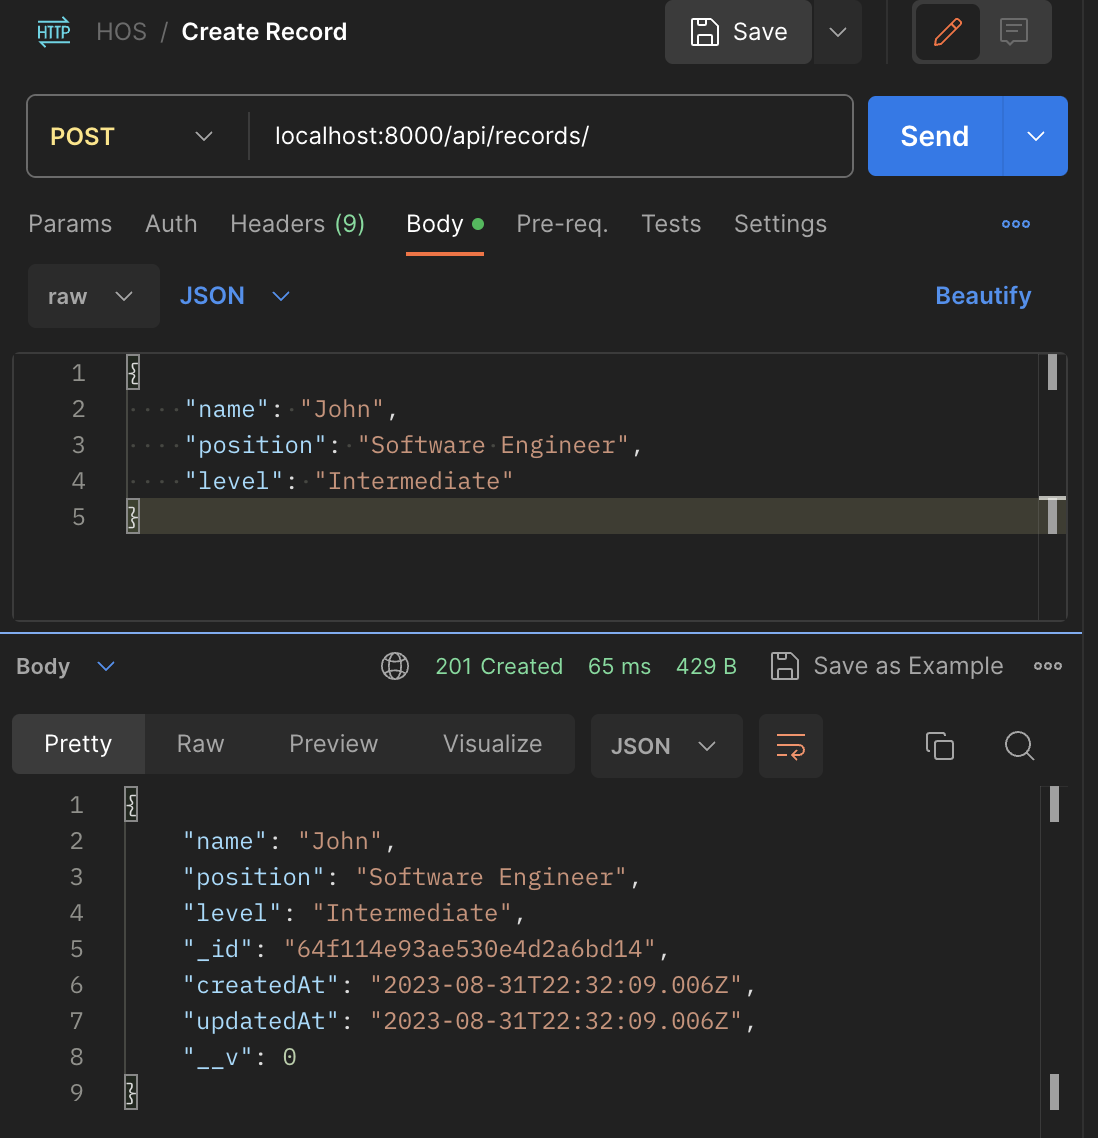 HTTP HOS / Create Record Save
POST localhost:8000/api/records/ Send
Params Auth Headers (9) Body Pre-req. Tests Settings
raw JSON Beautify
1 {
2 "name": "John",
3 "position": "Software Engineer",
4 "level": "Intermediate"
5 }
Body 201 Created 65 ms 429 B Save as Example
Pretty Raw Preview Visualize JSON
1 {
2 "name": "John",
3 "position": "Software Engineer",
4 "level": "Intermediate",
5 "_id": "64f114e93ae530e4d2a6bd14",
6 "createdAt": "2023-08-31T22:32:09.006Z",
7 "updatedAt": "2023-08-31T22:32:09.006Z",
8 "__v": 0
9 }